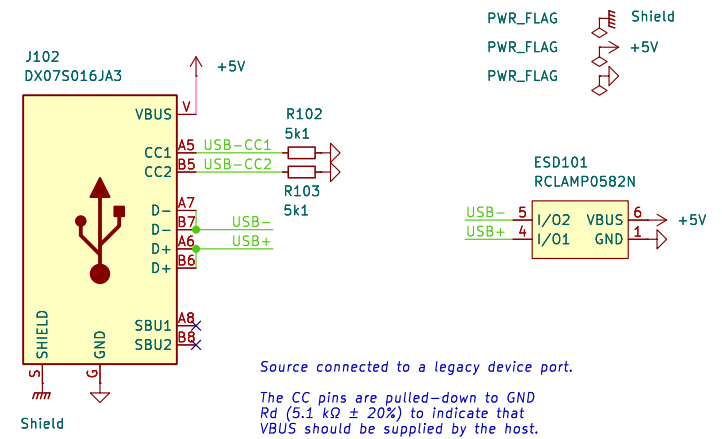 PWR_FLAG Shield
PWR_FLAG +5V
PWR_FLAG
J102
DX07S016JA3
+5V
VBUS V
R102
5k1
CC1 A5 USB-CC1
CC2 B5 USB-CC2
R103
5k1
D- A7
D- B7 USB-
D+ A6 USB+
D+ B6
SBU1 A8
SBU2 B8
SHIELD
GND
S
G
Shield
ESD101
RCLAMP0582N
USB- 5 I/O2 VBUS 6 +5V
USB+ 4 I/O1 GND 1
Source connected to a legacy device port.
The CC pins are pulled-down to GND
Rd (5.1 kΩ ± 20%) to indicate that
VBUS should be supplied by the host.